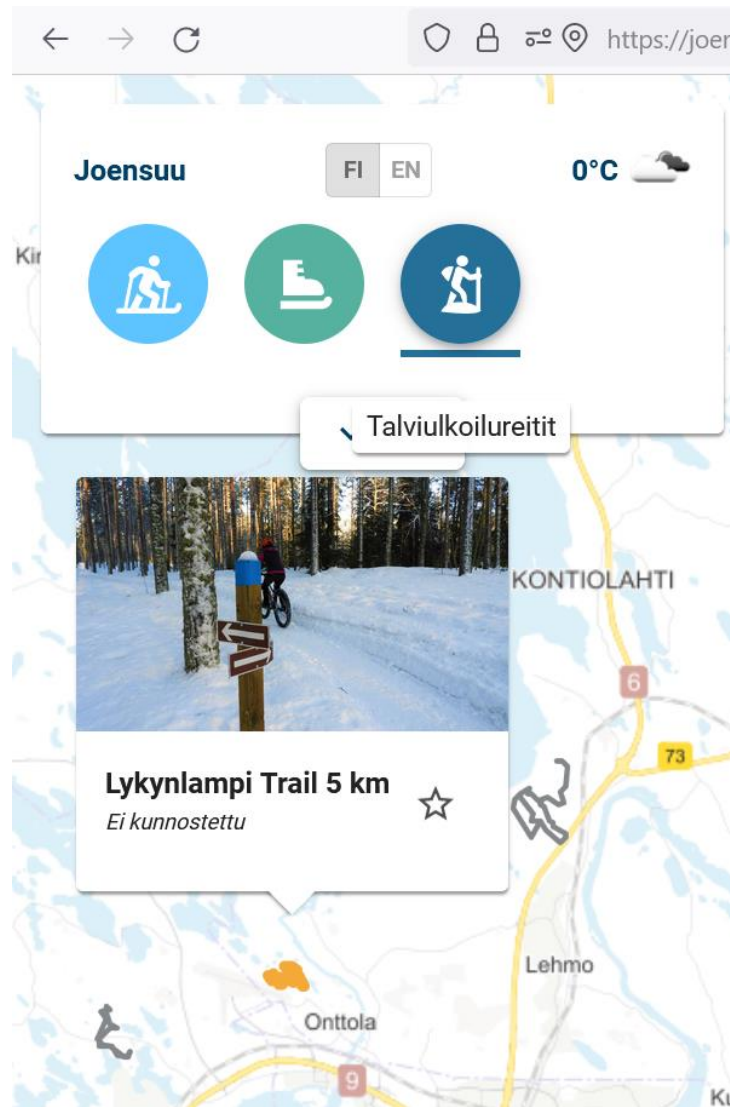 https://joen
Joensuu
FI EN
0°C
Kir
Talviulkoilureitit
KONTIOLAHTI
6
73
Lykynlampi Trail 5 km
Ei kunnostettu
Lehmo
Onttola
9
Ku